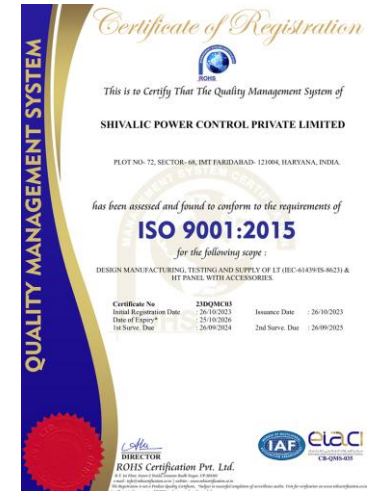 Certificate of Registration
ROHS
This is to Certify That The Quality Management System of
SHIVALIC POWER CONTROL PRIVATE LIMITED
PLOT NO- 72, SECTOR- 68, IMT FARIDABAD- 121004, HARYANA, INDIA.
has been assessed and found to conform to the requirements of
ISO 9001:2015
for the following scope :
DESIGN MANUFACTURING, TESTING AND SUPPLY OF LT (IEC-61439/IS-8623) &
HT PANEL WITH ACCESSORIES.
Certificate No 23DQMC03
Initial Registration Date : 26/10/2023 Issuance Date : 26/10/2023
Date of Expiry* : 25/10/2026
1st Surve. Due : 26/09/2024 2nd Surve. Due : 26/09/2025
QUALITY MANAGEMENT SYSTEM
DIRECTOR
ROHS Certification Pvt. Ltd.
IAF
eiaci
CB-QMS-035